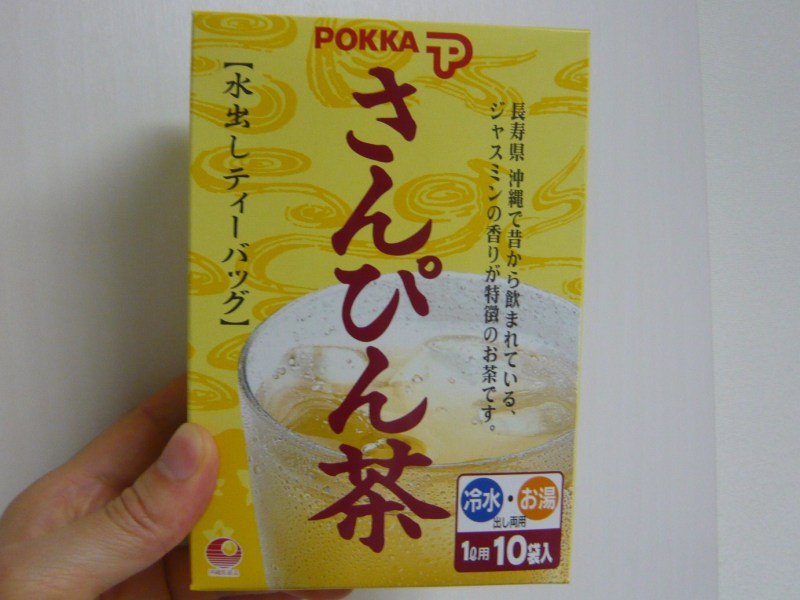 POKKA
さんぴん茶
長寿県 沖縄で昔から飲まれている、
ジャスミンの香りが特徴のお茶です。
【水出しティーバッグ】
冷水・お湯
出し両用
1ℓ用 10袋入